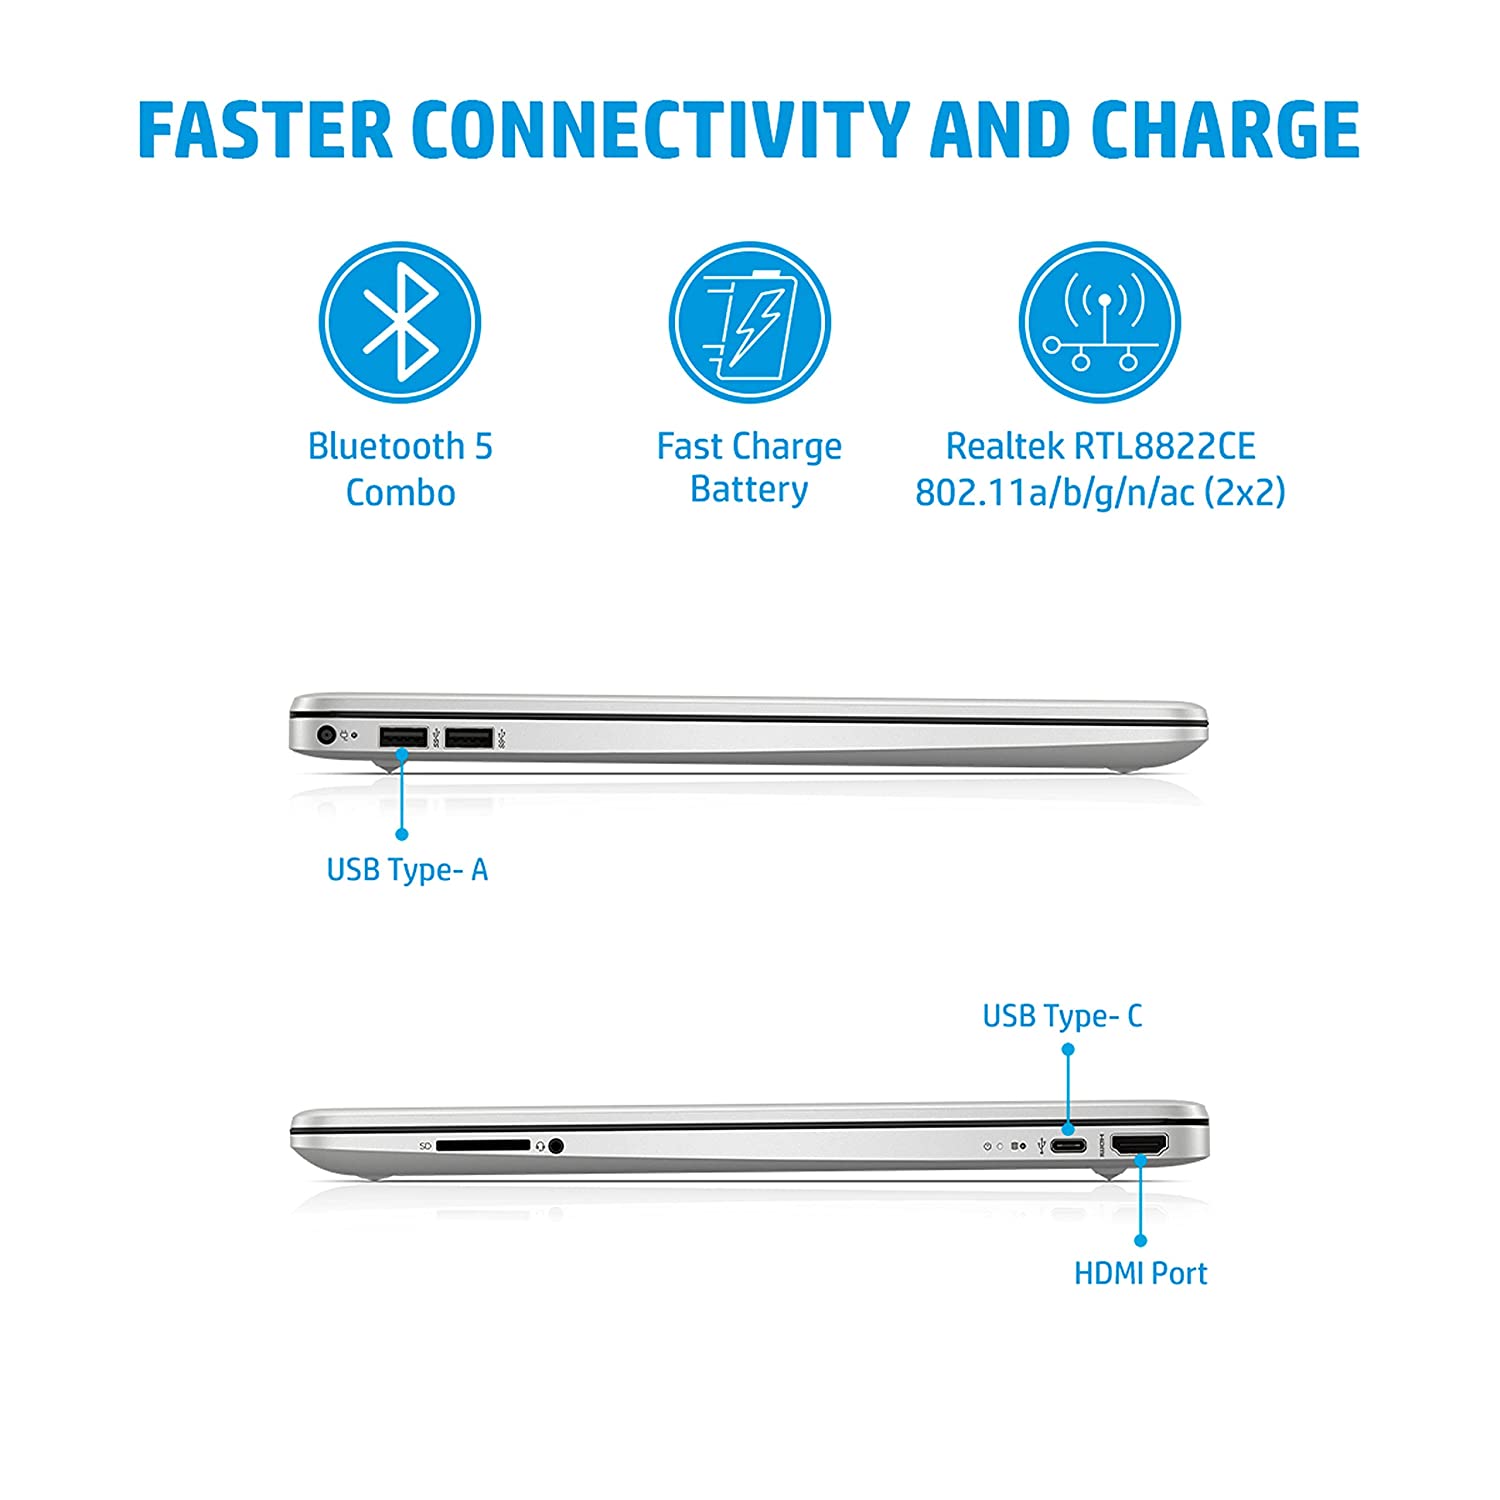 FASTER CONNECTIVITY AND CHARGE
Bluetooth 5
Combo
Fast Charge
Battery
Realtek RTL8822CE
802.11a/b/g/n/ac (2x2)
USB Type- A
USB Type- C
SD
HDMI
HDMI Port